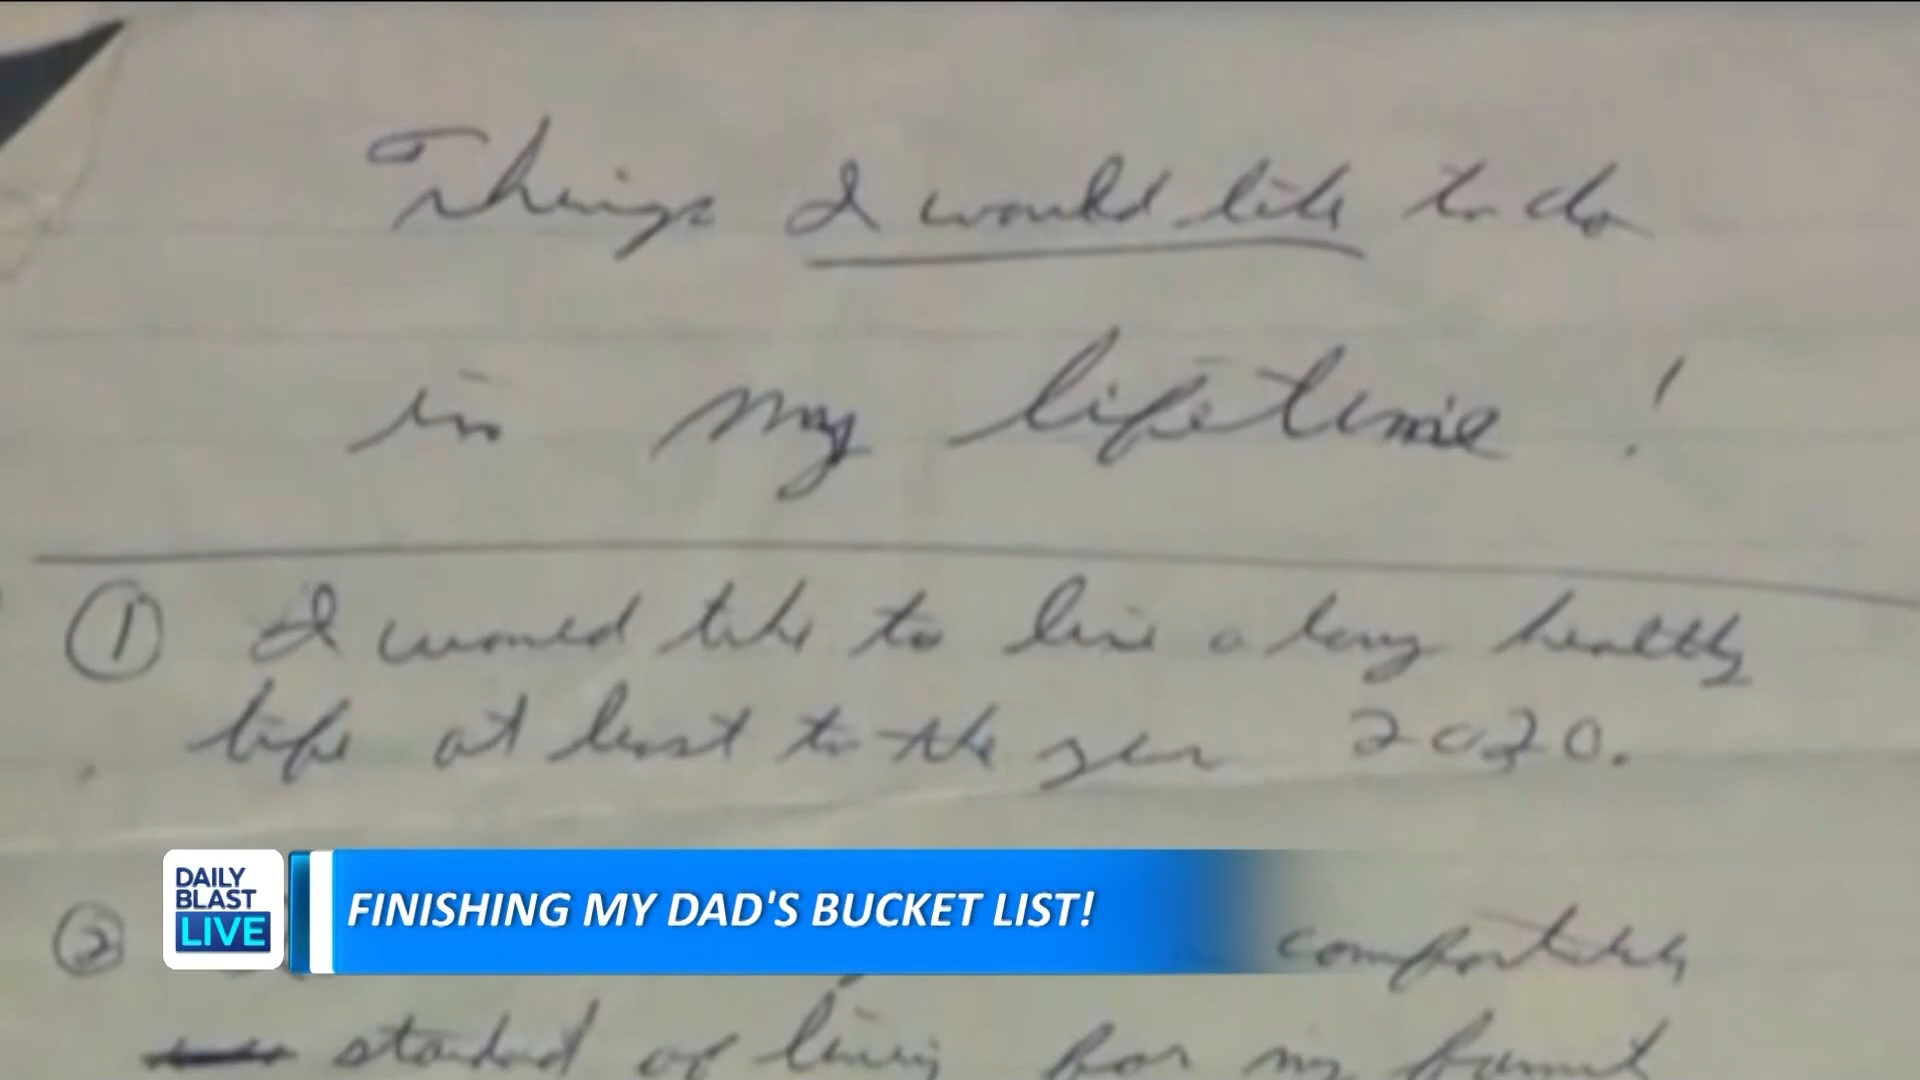 Things I would like to do
in my lifetime!
① I would like to live a long healthy
life at least to the year 2020.
DAILY
BLAST
LIVE
FINISHING MY DAD'S BUCKET LIST!
② comfortable
standard of living for my family